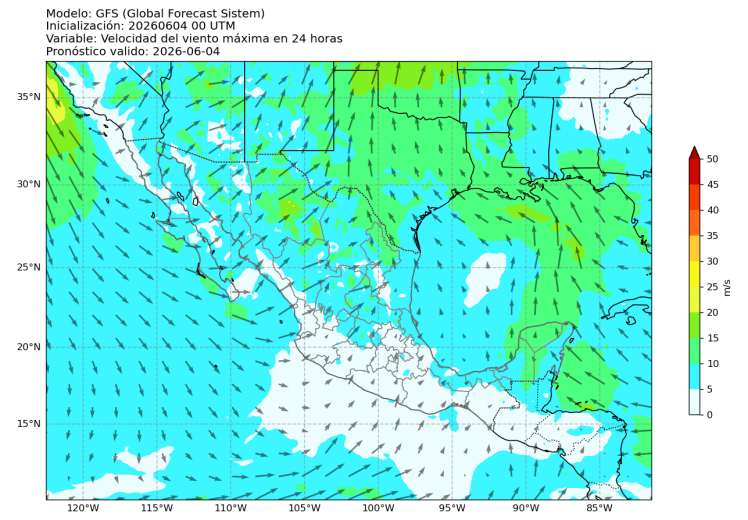 Modelo: GFS (Global Forecast Sistem)
Inicialización: 20260604 00 UTM
Variable: Velocidad del viento máxima en 24 horas
Pronóstico valido: 2026-06-04
35°N
30°N
25°N
20°N
15°N
120°W
115°W
110°W
105°W
100°W
95°W
90°W
85°W
50
45
40
35
30
25
20
15
10
5
0
m/s